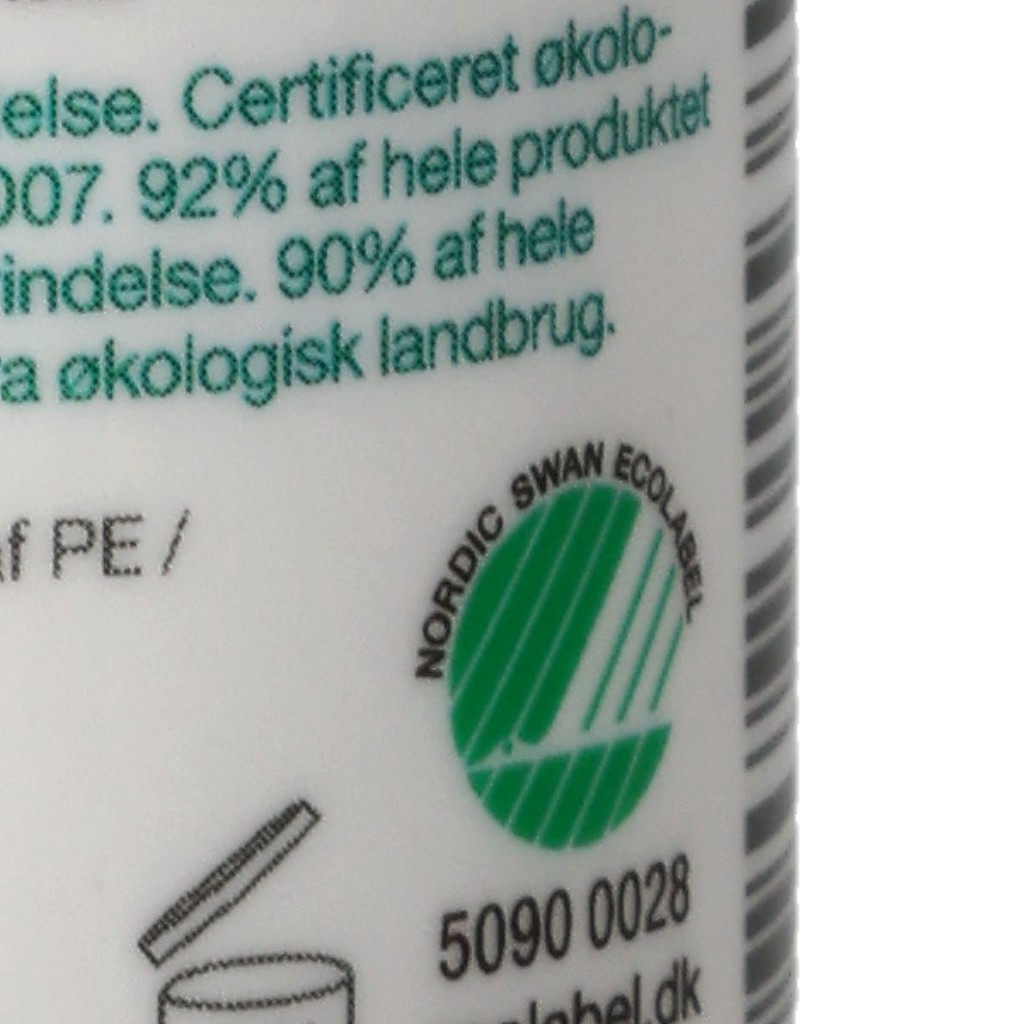 else. Certificeret økolo-
007. 92% af hele produktet
indelse. 90% af hele
a økologisk landbrug.
af PE /
NORDIC SWAN ECOLABEL
5090 0028
label.dk